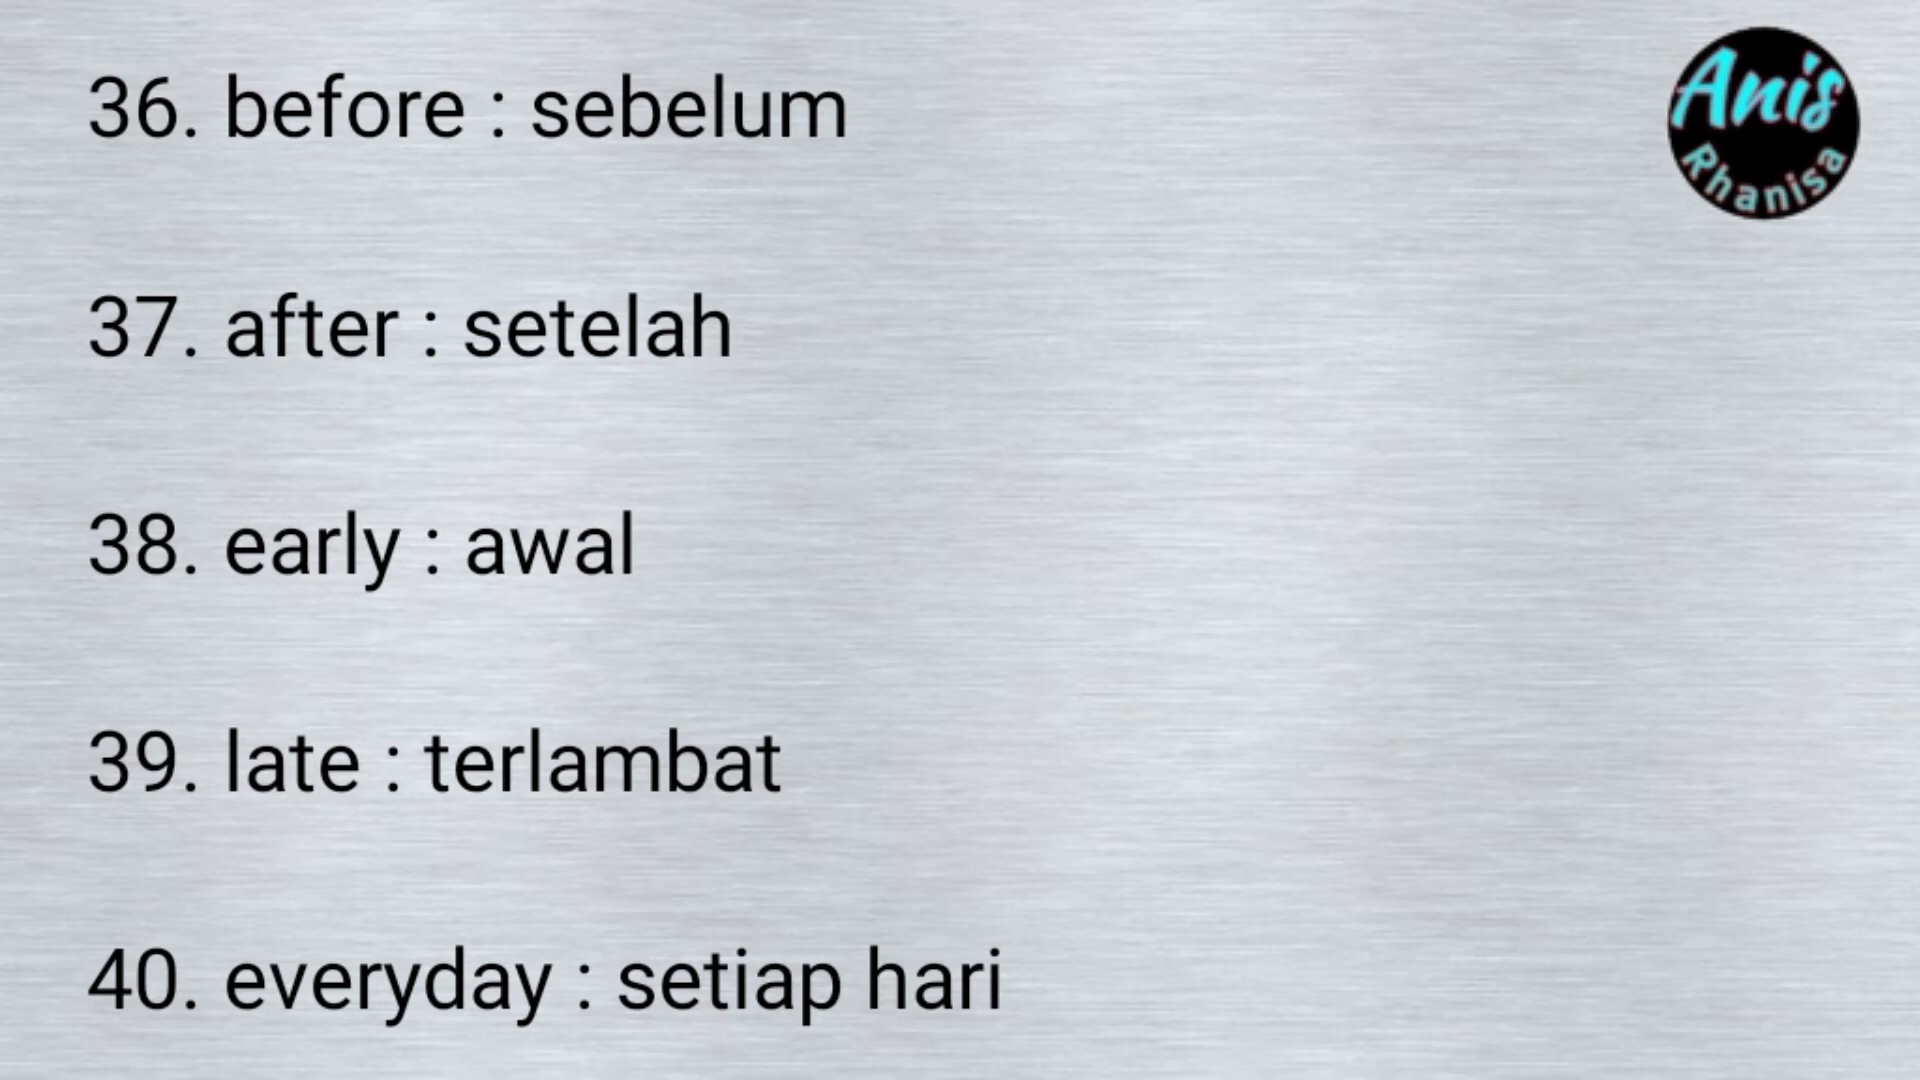 36. before : sebelum
Anis
Rhanisa
37. after : setelah
38. early : awal
39. late : terlambat
40. everyday : setiap hari